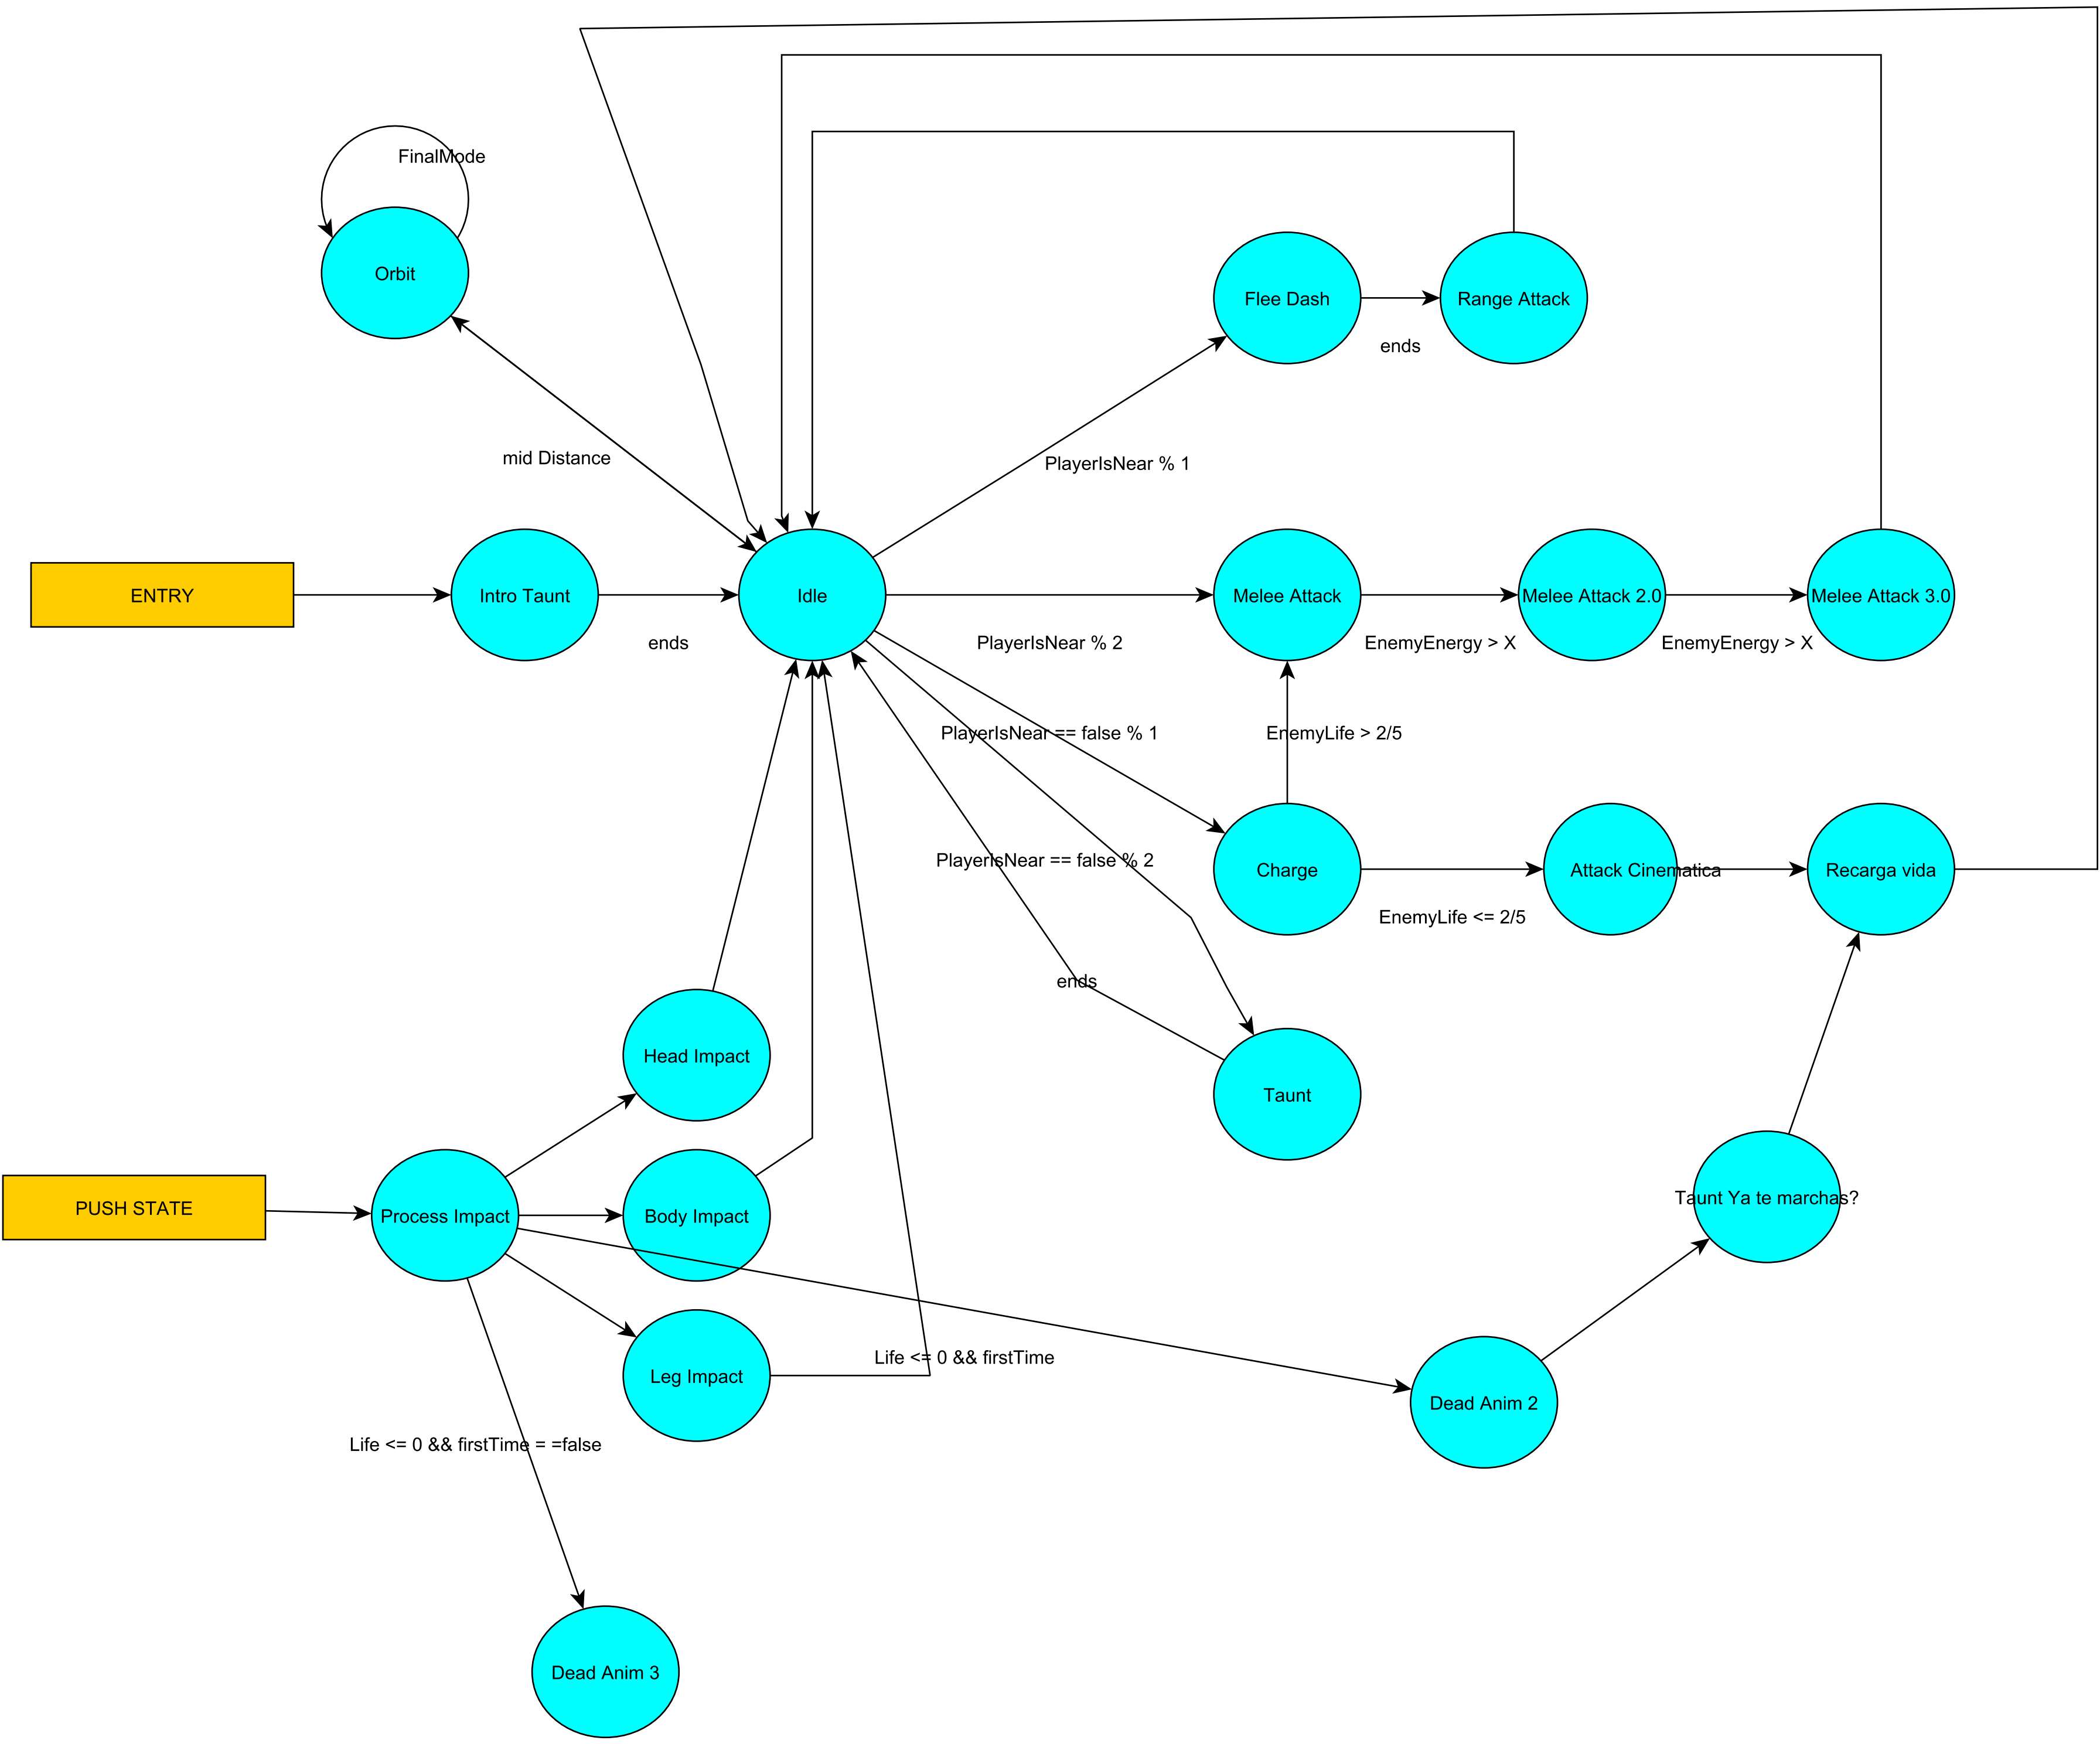 FinalMode
Orbit
Flee Dash
Range Attack
ends
mid Distance
PlayerIsNear % 1
ENTRY
Intro Taunt
Idle
Melee Attack
Melee Attack 2.0
Melee Attack 3.0
ends
PlayerIsNear % 2
EnemyEnergy > X
EnemyEnergy > X
PlayerIsNear == false % 1
EnemyLife > 2/5
PlayerIsNear == false % 2
Charge
Attack Cinematica
Recarga vida
EnemyLife <= 2/5
ends
Head Impact
Taunt
Taunt Ya te marchas?
PUSH STATE
Process Impact
Body Impact
Life <= 0 && firstTime
Leg Impact
Dead Anim 2
Life <= 0 && firstTime = =false
Dead Anim 3